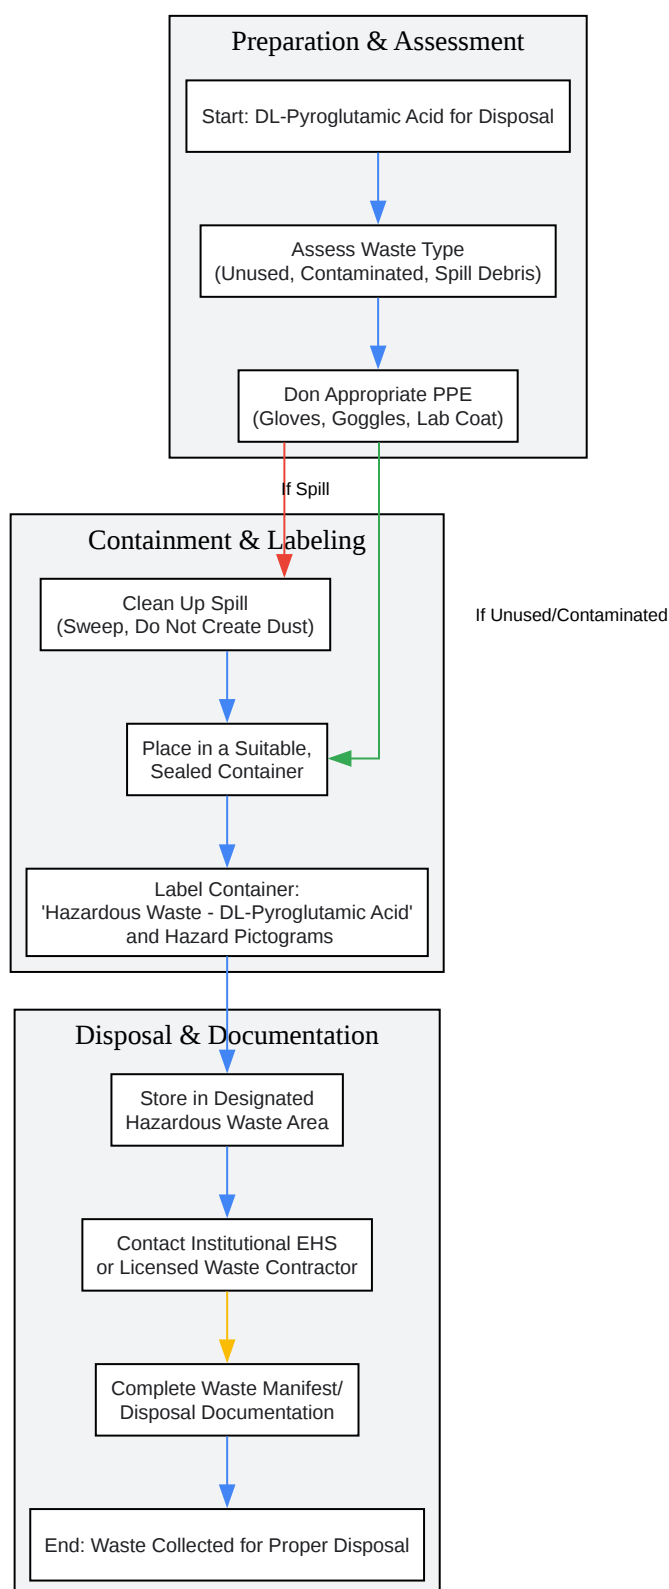 Preparation & Assessment
Start: DL-Pyroglutamic Acid for Disposal
Assess Waste Type
(Unused, Contaminated, Spill Debris)
Don Appropriate PPE
(Gloves, Goggles, Lab Coat)
If Spill
Containment & Labeling
Clean Up Spill
(Sweep, Do Not Create Dust)
If Unused/Contaminated
Place in a Suitable,
Sealed Container
Label Container:
'Hazardous Waste - DL-Pyroglutamic Acid'
and Hazard Pictograms
Disposal & Documentation
Store in Designated
Hazardous Waste Area
Contact Institutional EHS
or Licensed Waste Contractor
Complete Waste Manifest/
Disposal Documentation
End: Waste Collected for Proper Disposal